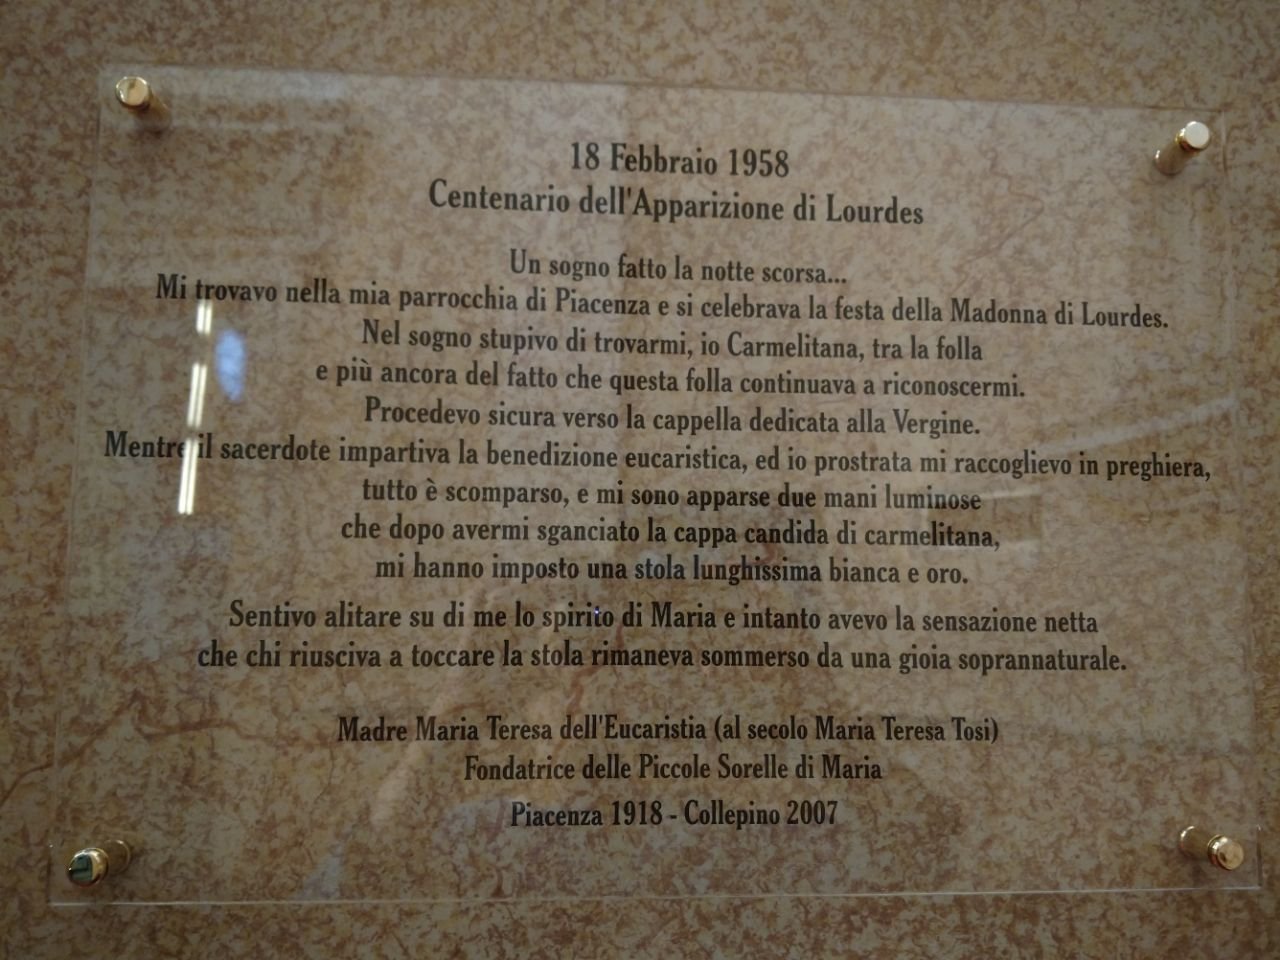 18 Febbraio 1958
Centenario dell'Apparizione di Lourdes
Un sogno fatto la notte scorsa...
Mi trovavo nella mia parrocchia di Piacenza e si celebrava la festa della Madonna di Lourdes.
Nel sogno stupivo di trovarmi, io Carmelitana, tra la folla
e più ancora del fatto che questa folla continuava a riconoscermi.
Procedevo sicura verso la cappella dedicata alla Vergine.
Mentre il sacerdote impartiva la benedizione eucaristica, ed io prostrata mi raccoglievo in preghiera,
tutto è scomparso, e mi sono apparse due mani luminose
che dopo avermi sganciato la cappa candida di carmelitana,
mi hanno imposto una stola lunghissima bianca e oro.
Sentivo alitare su di me lo spirito di Maria e intanto avevo la sensazione netta
che chi riusciva a toccare la stola rimaneva sommerso da una gioia soprannaturale.
Madre Maria Teresa dell'Eucaristia (al secolo Maria Teresa Tosi)
Fondatrice delle Piccole Sorelle di Maria
Piacenza 1918 - Collepino 2007